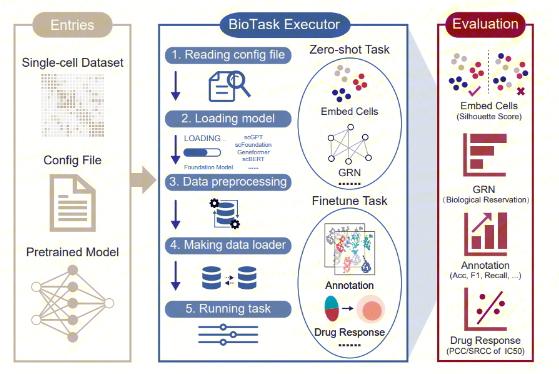 Entries
Single-cell Dataset
Config File
Pretrained Model
BioTask Executor
1. Reading config file
2. Loading model
LOADING...
scGPT
scFoundation
Geneformer
scBERT
......
Foundation Model
3. Data preprocessing
4. Making data loader
5. Running task
Zero-shot Task
Embed Cells
GRN
......
Finetune Task
Annotation
Drug Response
......
Evaluation
Embed Cells
(Silhouette Score)
GRN
(Biological Reservation)
Annotation
(Acc, F1, Recall, ...)
Drug Response
(PCC/SRCC of IC50)